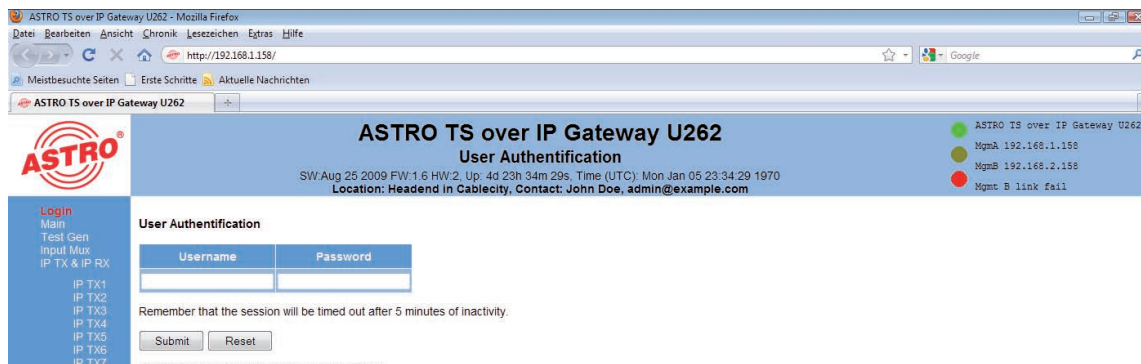 ASTRO TS over IP Gateway U262 - Mozilla Firefox
Datei Bearbeiten Ansicht Chronik Lesezeichen Extras Hilfe
http://192.168.1.158/
Google
Meistbesuchte Seiten Erste Schritte Aktuelle Nachrichten
ASTRO TS over IP Gateway U262
ASTRO®
ASTRO TS over IP Gateway U262
User Authentification
SW:Aug 25 2009 FW:1.6 HW:2, Up: 4d 23h 34m 29s, Time (UTC): Mon Jan 05 23:34:29 1970
Location: Headend in Cablecity, Contact: John Doe, admin@example.com
ASTRO TS over IP Gateway U262
MgmA 192.168.1.158
MgmB 192.168.2.158
Mgmt B link fail
Login
Main
Test Gen
Input Mux
IP TX & IP RX
IP TX1
IP TX2
IP TX3
IP TX4
IP TX5
IP TX6
IP TX7
User Authentification
Username Password
Remember that the session will be timed out after 5 minutes of inactivity.
Submit Reset